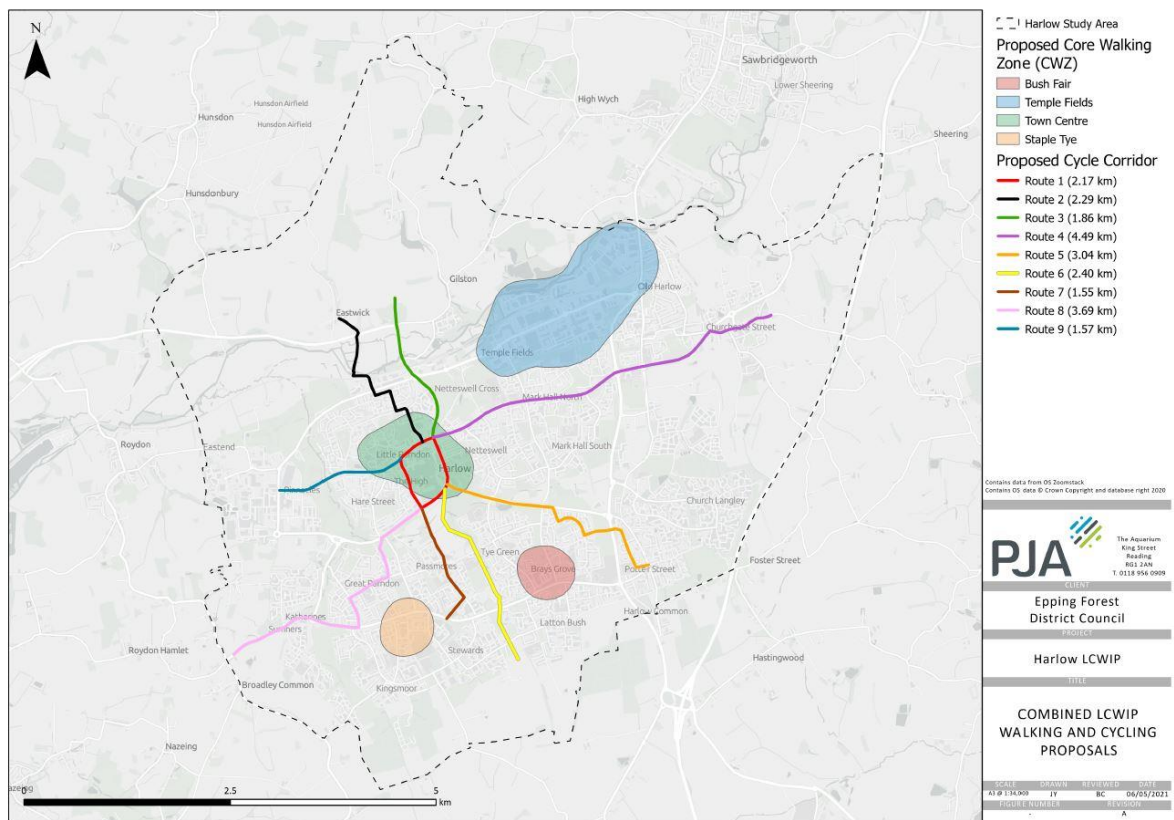 N
Sawbridgeworth
Lower Sheering
High Wych
Hunsdon Airfield
Hunsdon
Hunsdon Airfield
Sheering
Hunsdonbury
Gilston
Old Harlow
Eastwick
Churchgate Street
Temple Fields
Netteswell Cross
Mark Hall North
Roydon
Eastend
Netteswell
Mark Hall South
Little Parndon
Harlow
The High
Pinnacles
Hare Street
Church Langley
Tye Green
Foster Street
Passmores
Brays Grove
Potter Street
Great Parndon
Harlow Common
Katherines
Sumners
Latton Bush
Roydon Hamlet
Stewards
Hastingwood
Broadley Common
Kingsmoor
Nazeing
0
2.5
5
km
Harlow Study Area
Proposed Core Walking
Zone (CWZ)
Bush Fair
Temple Fields
Town Centre
Staple Tye
Proposed Cycle Corridor
Route 1 (2.17 km)
Route 2 (2.29 km)
Route 3 (1.86 km)
Route 4 (4.49 km)
Route 5 (3.04 km)
Route 6 (2.40 km)
Route 7 (1.55 km)
Route 8 (3.69 km)
Route 9 (1.57 km)
Contains data from OS Zoomstack
Contains OS data © Crown Copyright and database right 2020
PJA
The Aquarium
King Street
Reading
RG1 2AN
T. 0118 956 0909
CLIENT
Epping Forest
District Council
PROJECT
Harlow LCWIP
TITLE
COMBINED LCWIP
WALKING AND CYCLING
PROPOSALS
SCALE DRAWN REVIEWED DATE
A3 @ 1:34,000 JY BC 06/05/2021
FIGURE NUMBER REVISION
- A